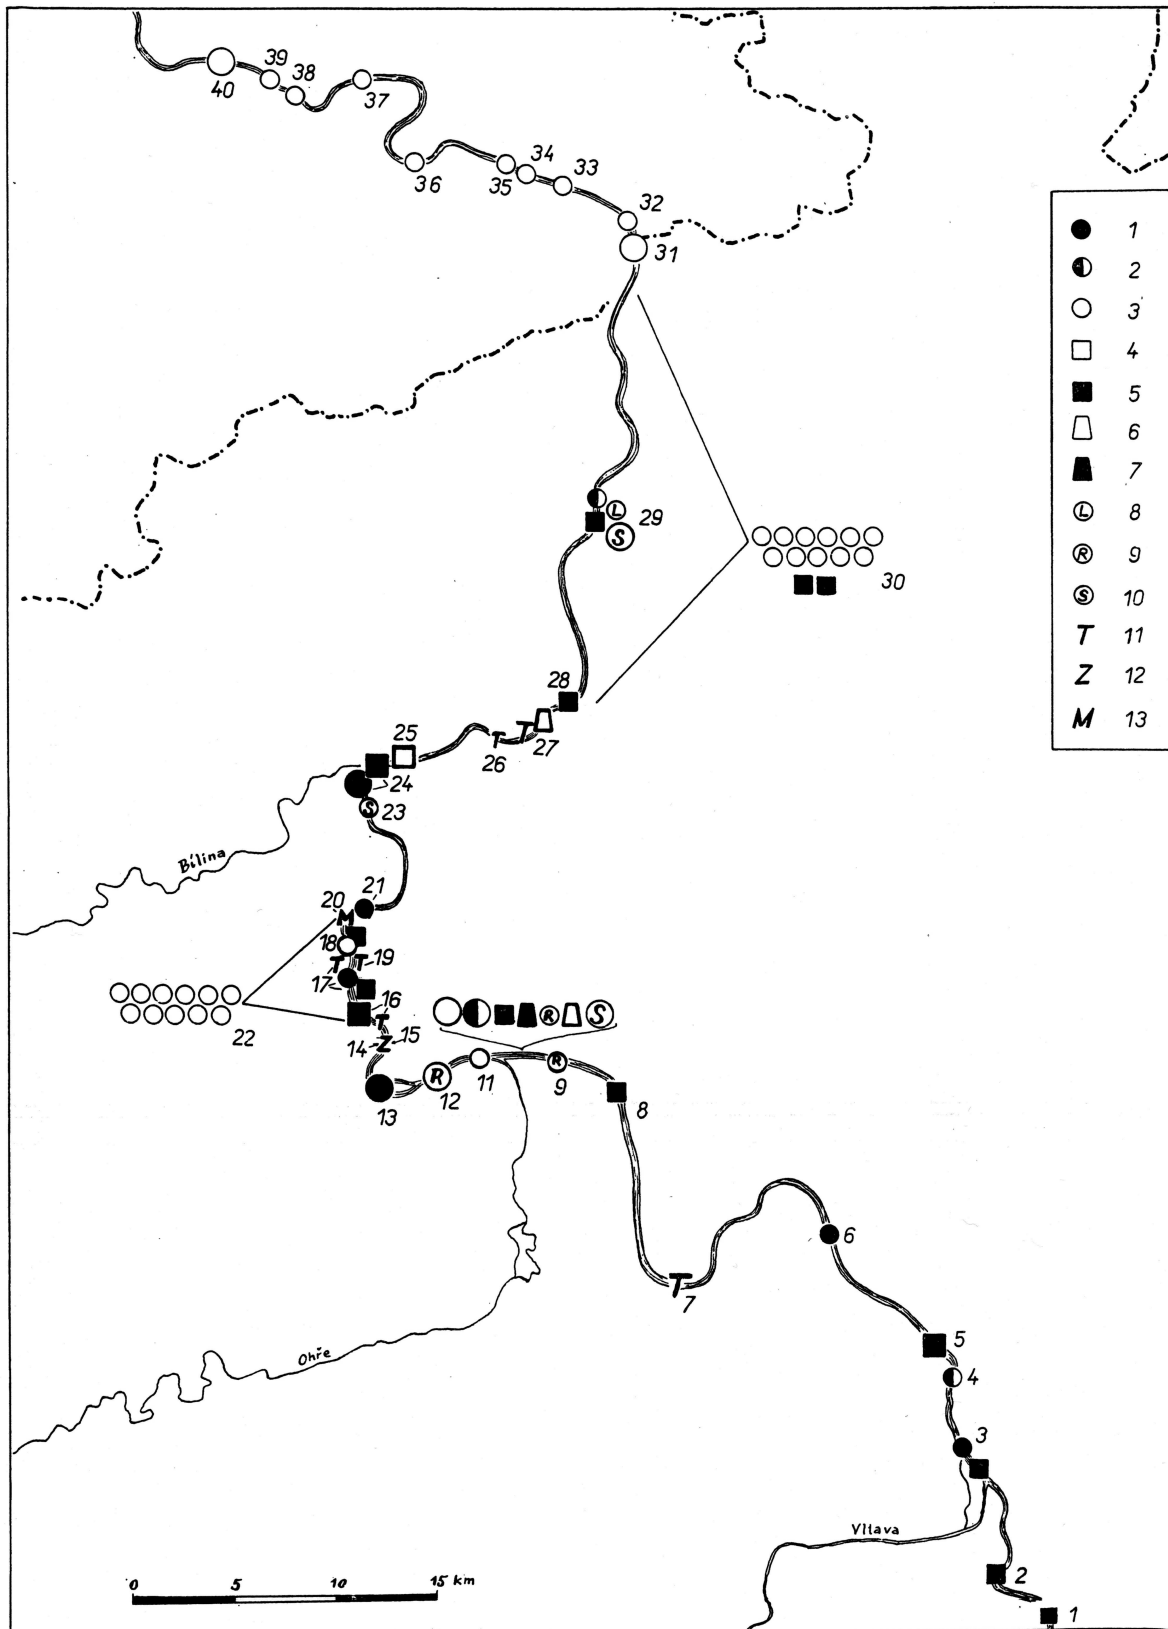 39
38
40
37
36
35
34
33
32
31
1
2
3
4
5
6
7
L 8
R 9
S 10
T 11
Z 12
M 13
L
S
29
30
28
T
T
27
26
25
24
S 23
Bílina
21
20 M
18
T
T 19
17
16
T
14 Z 15
22
R S
13
R
12
11
R
9
8
6
T
7
5
4
3
Ohře
Vltava
2
1
0 5 10 15 km